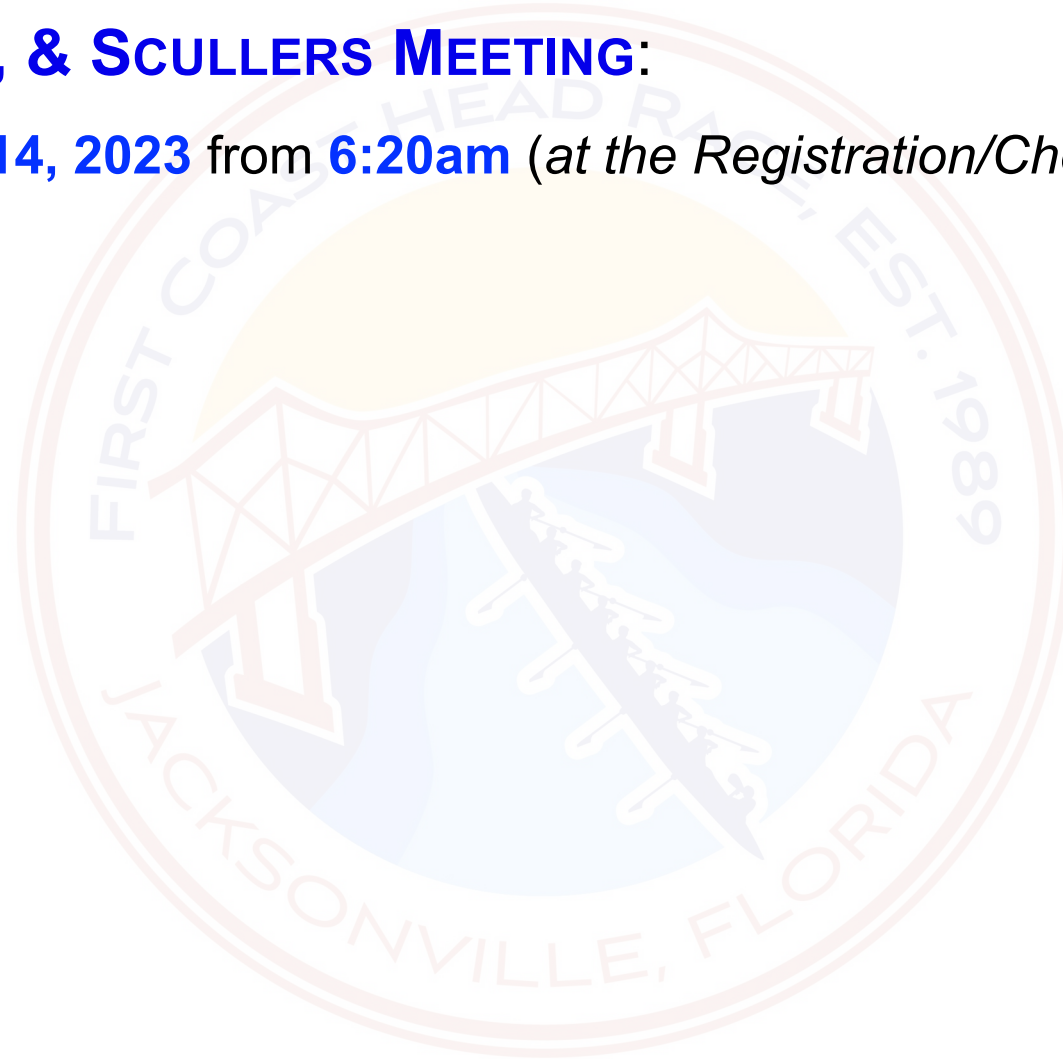 , & SCULLERS MEETING:
14, 2023 from 6:20am (at the Registration/Ch
FIRST COAST HEAD RACE, EST. 1989
JACKSONVILLE, FLORIDA